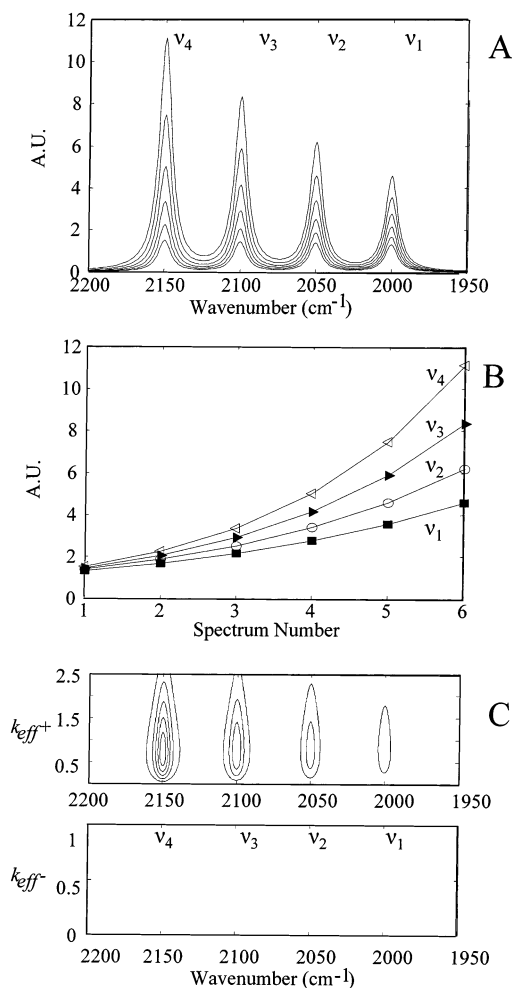 12
ν4 ν3 ν2 ν1 A
10
8
A.U.
6
4
2
0
2200 2150 2100 2050 2000 1950
Wavenumber (cm-1)
12
B
10
ν4
8
ν3
A.U.
6
ν2
4
ν1
2
0
1 2 3 4 5 6
Spectrum Number
2.5
C
keff+ 1.5
0.5
2200 2150 2100 2050 2000 1950
1 ν4 ν3 ν2 ν1
keff- 0.5
0
2200 2150 2100 2050 2000 1950
Wavenumber (cm-1)